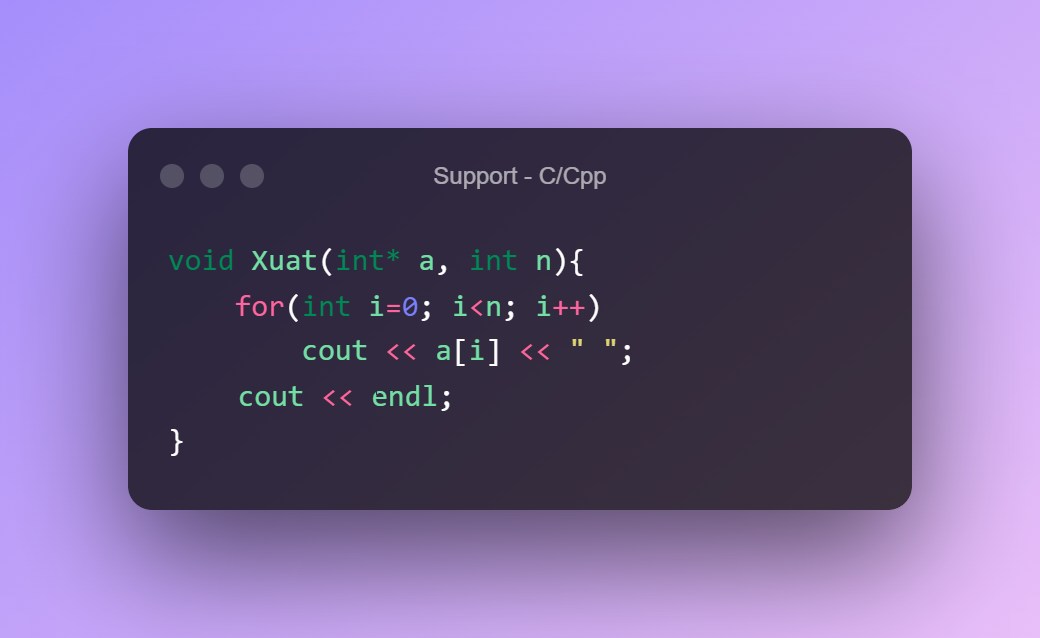 Support - C/Cpp
void Xuat(int* a, int n){
    for(int i=0; i<n; i++)
        cout << a[i] << " ";
    cout << endl;
}